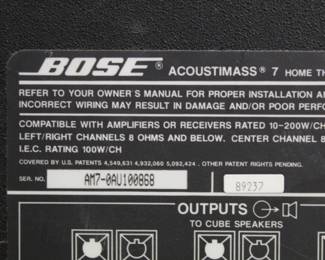 BOSE® ACOUSTIMASS® 7 HOME TH
REFER TO YOUR OWNER'S MANUAL FOR PROPER INSTALLATION A
INCORRECT WIRING MAY RESULT IN DAMAGE AND/OR POOR PERFO
COMPATIBLE WITH AMPLIFIERS OR RECEIVERS RATED 10-200W/CH
LEFT/RIGHT CHANNELS 8 OHMS AND BELOW. CENTER CHANNEL 8
I.E.C. RATING 100W/CH
COVERED BY U.S. PATENTS 4,549,631 4,932,060 5,092,424 . OTHER PATENT RIGHTS PENDING.
SER. NO. AM7-0AU100868 89237
OUTPUTS
TO CUBE SPEAKERS